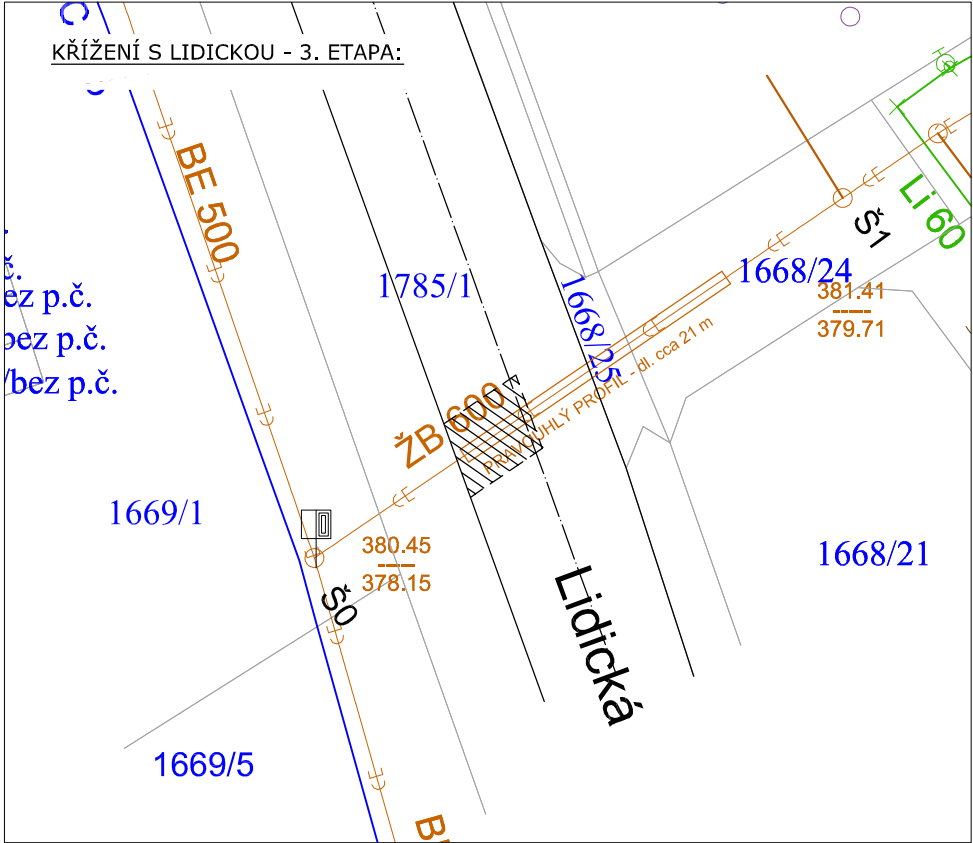 KŘÍŽENÍ S LIDICKOU - 3. ETAPA:
BE 500
Li 60
Š1
1785/1
1668/24
381.41
379.71
ez p.č.
bez p.č.
/bez p.č.
1668/25
PRAVOUHLÝ PROFIL - dl. cca 21 m
ŽB 600
1669/1
380.45
378.15
1668/21
Š0
Lidická
1669/5